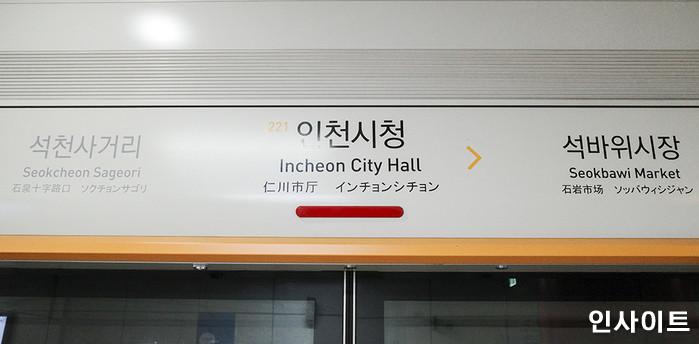 석천사거리
Seokcheon Sageori
石泉十字路口 ソクチョンサゴリ
221 인천시청
Incheon City Hall
仁川市厅 インチョンシチョン
석바위시장
Seokbawi Market
石岩市场 ソッパウィシジャン
인사이트